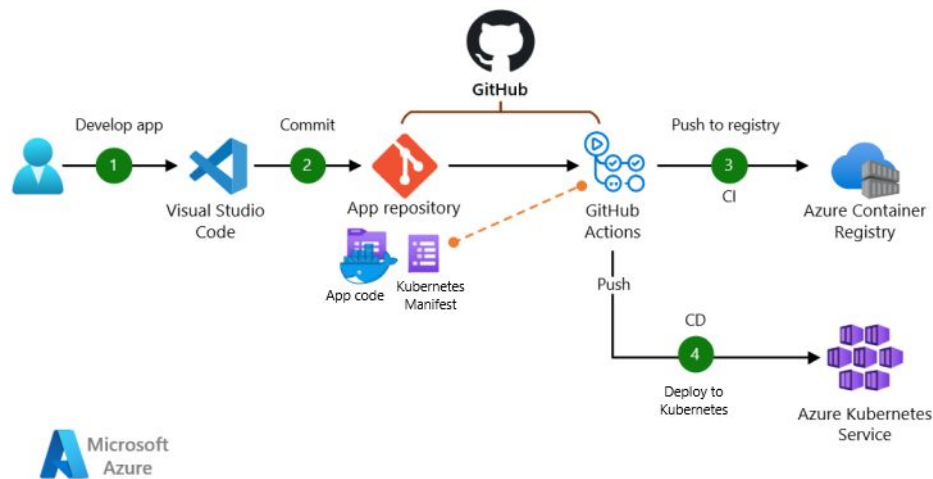 GitHub
Develop app
Commit
Push to registry
1
2
3
CI
Visual Studio
Code
App repository
GitHub
Actions
Azure Container
Registry
App code
Kubernetes
Manifest
Push
CD
4
Deploy to
Kubernetes
Azure Kubernetes
Service
Microsoft
Azure